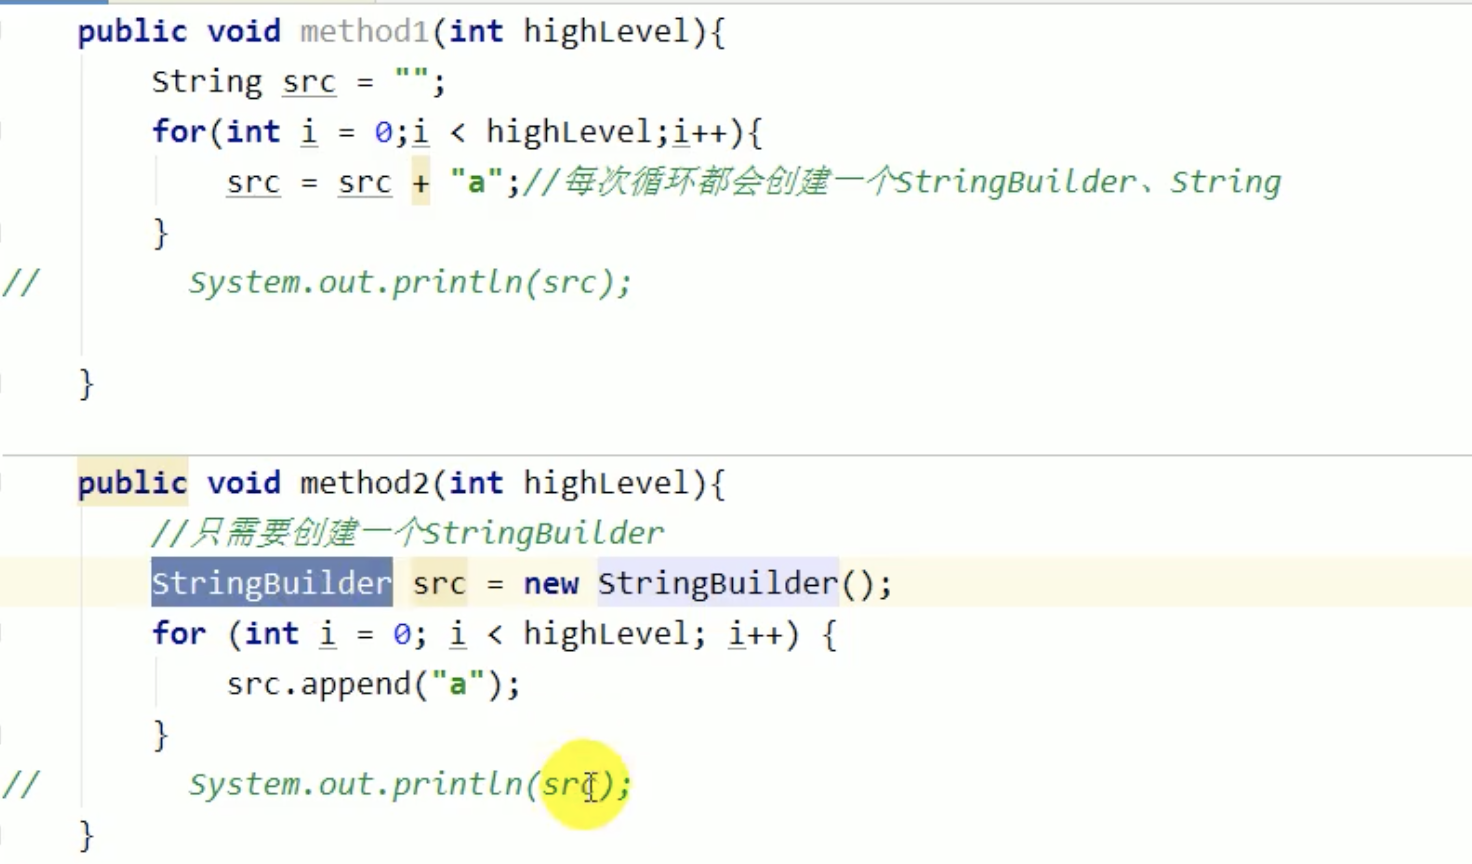 public void method1(int highLevel){
String src = "";
for(int i = 0;i < highLevel;i++){
src = src + "a";//每次循环都会创建一个StringBuilder、String
}
// System.out.println(src);
}
public void method2(int highLevel){
//只需要创建一个StringBuilder
StringBuilder src = new StringBuilder();
for (int i = 0; i < highLevel; i++) {
src.append("a");
}
// System.out.println(src);
}